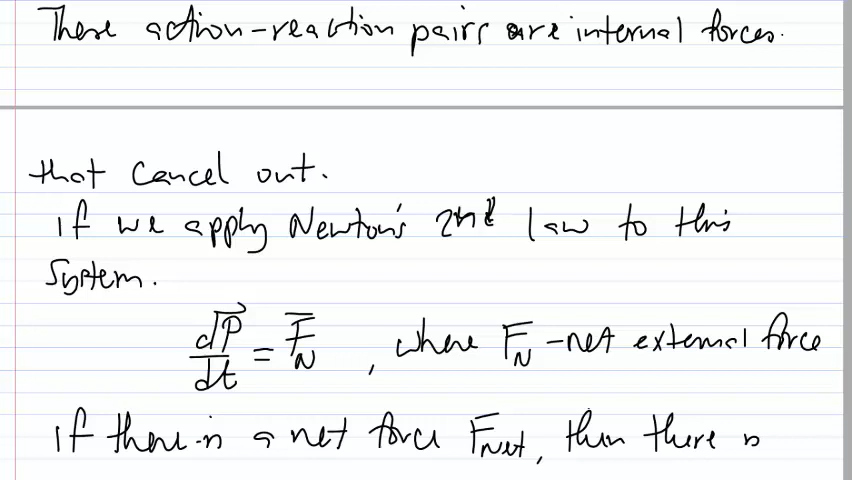 These action-reaction pairs are internal forces.
that cancel out.
if we apply Newton's 2nd law to this
system.
dP⃗/dt = F̅_N , where F_N - net external force
if there is a net force F_Net, then there is